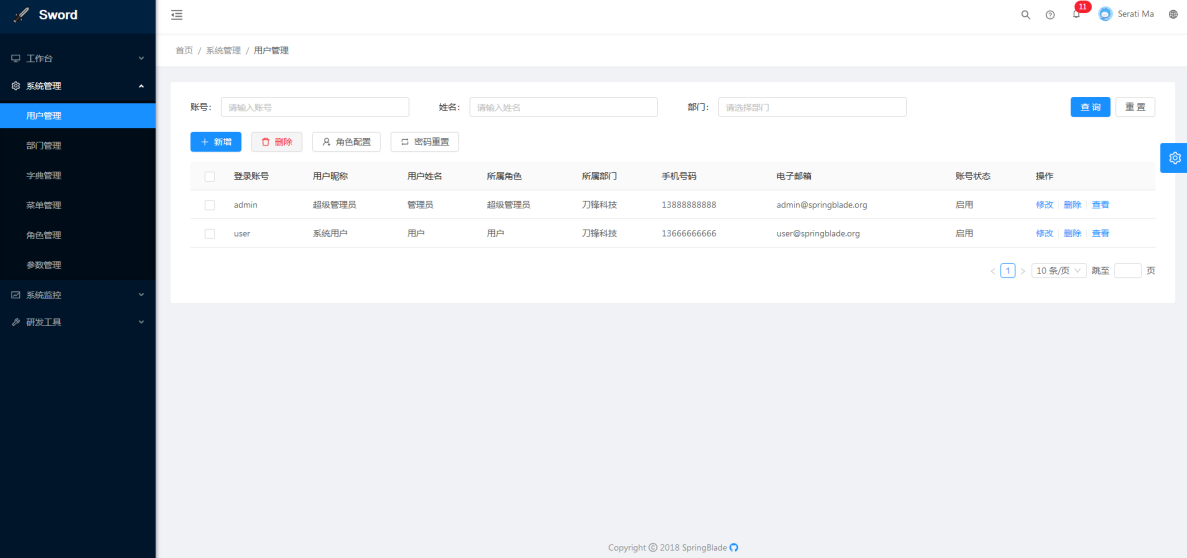 Sword
11
Serati Ma
工作台
系统管理
用户管理
部门管理
字典管理
菜单管理
角色管理
参数管理
系统监控
研发工具
首页 / 系统管理 / 用户管理
账号: 请输入账号 姓名: 请输入姓名 部门: 请选择部门 查 询 重 置
+ 新增 删除 角色配置 密码重置
登录账号 用户昵称 用户姓名 所属角色 所属部门 手机号码 电子邮箱 账号状态 操作
admin 超级管理员 管理员 超级管理员 刀锋科技 13888888888 admin@springblade.org 启用 修改 删除 查看
user 系统用户 用户 用户 刀锋科技 13666666666 user@springblade.org 启用 修改 删除 查看
< 1 > 10 条/页 跳至 页
Copyright © 2018 SpringBlade